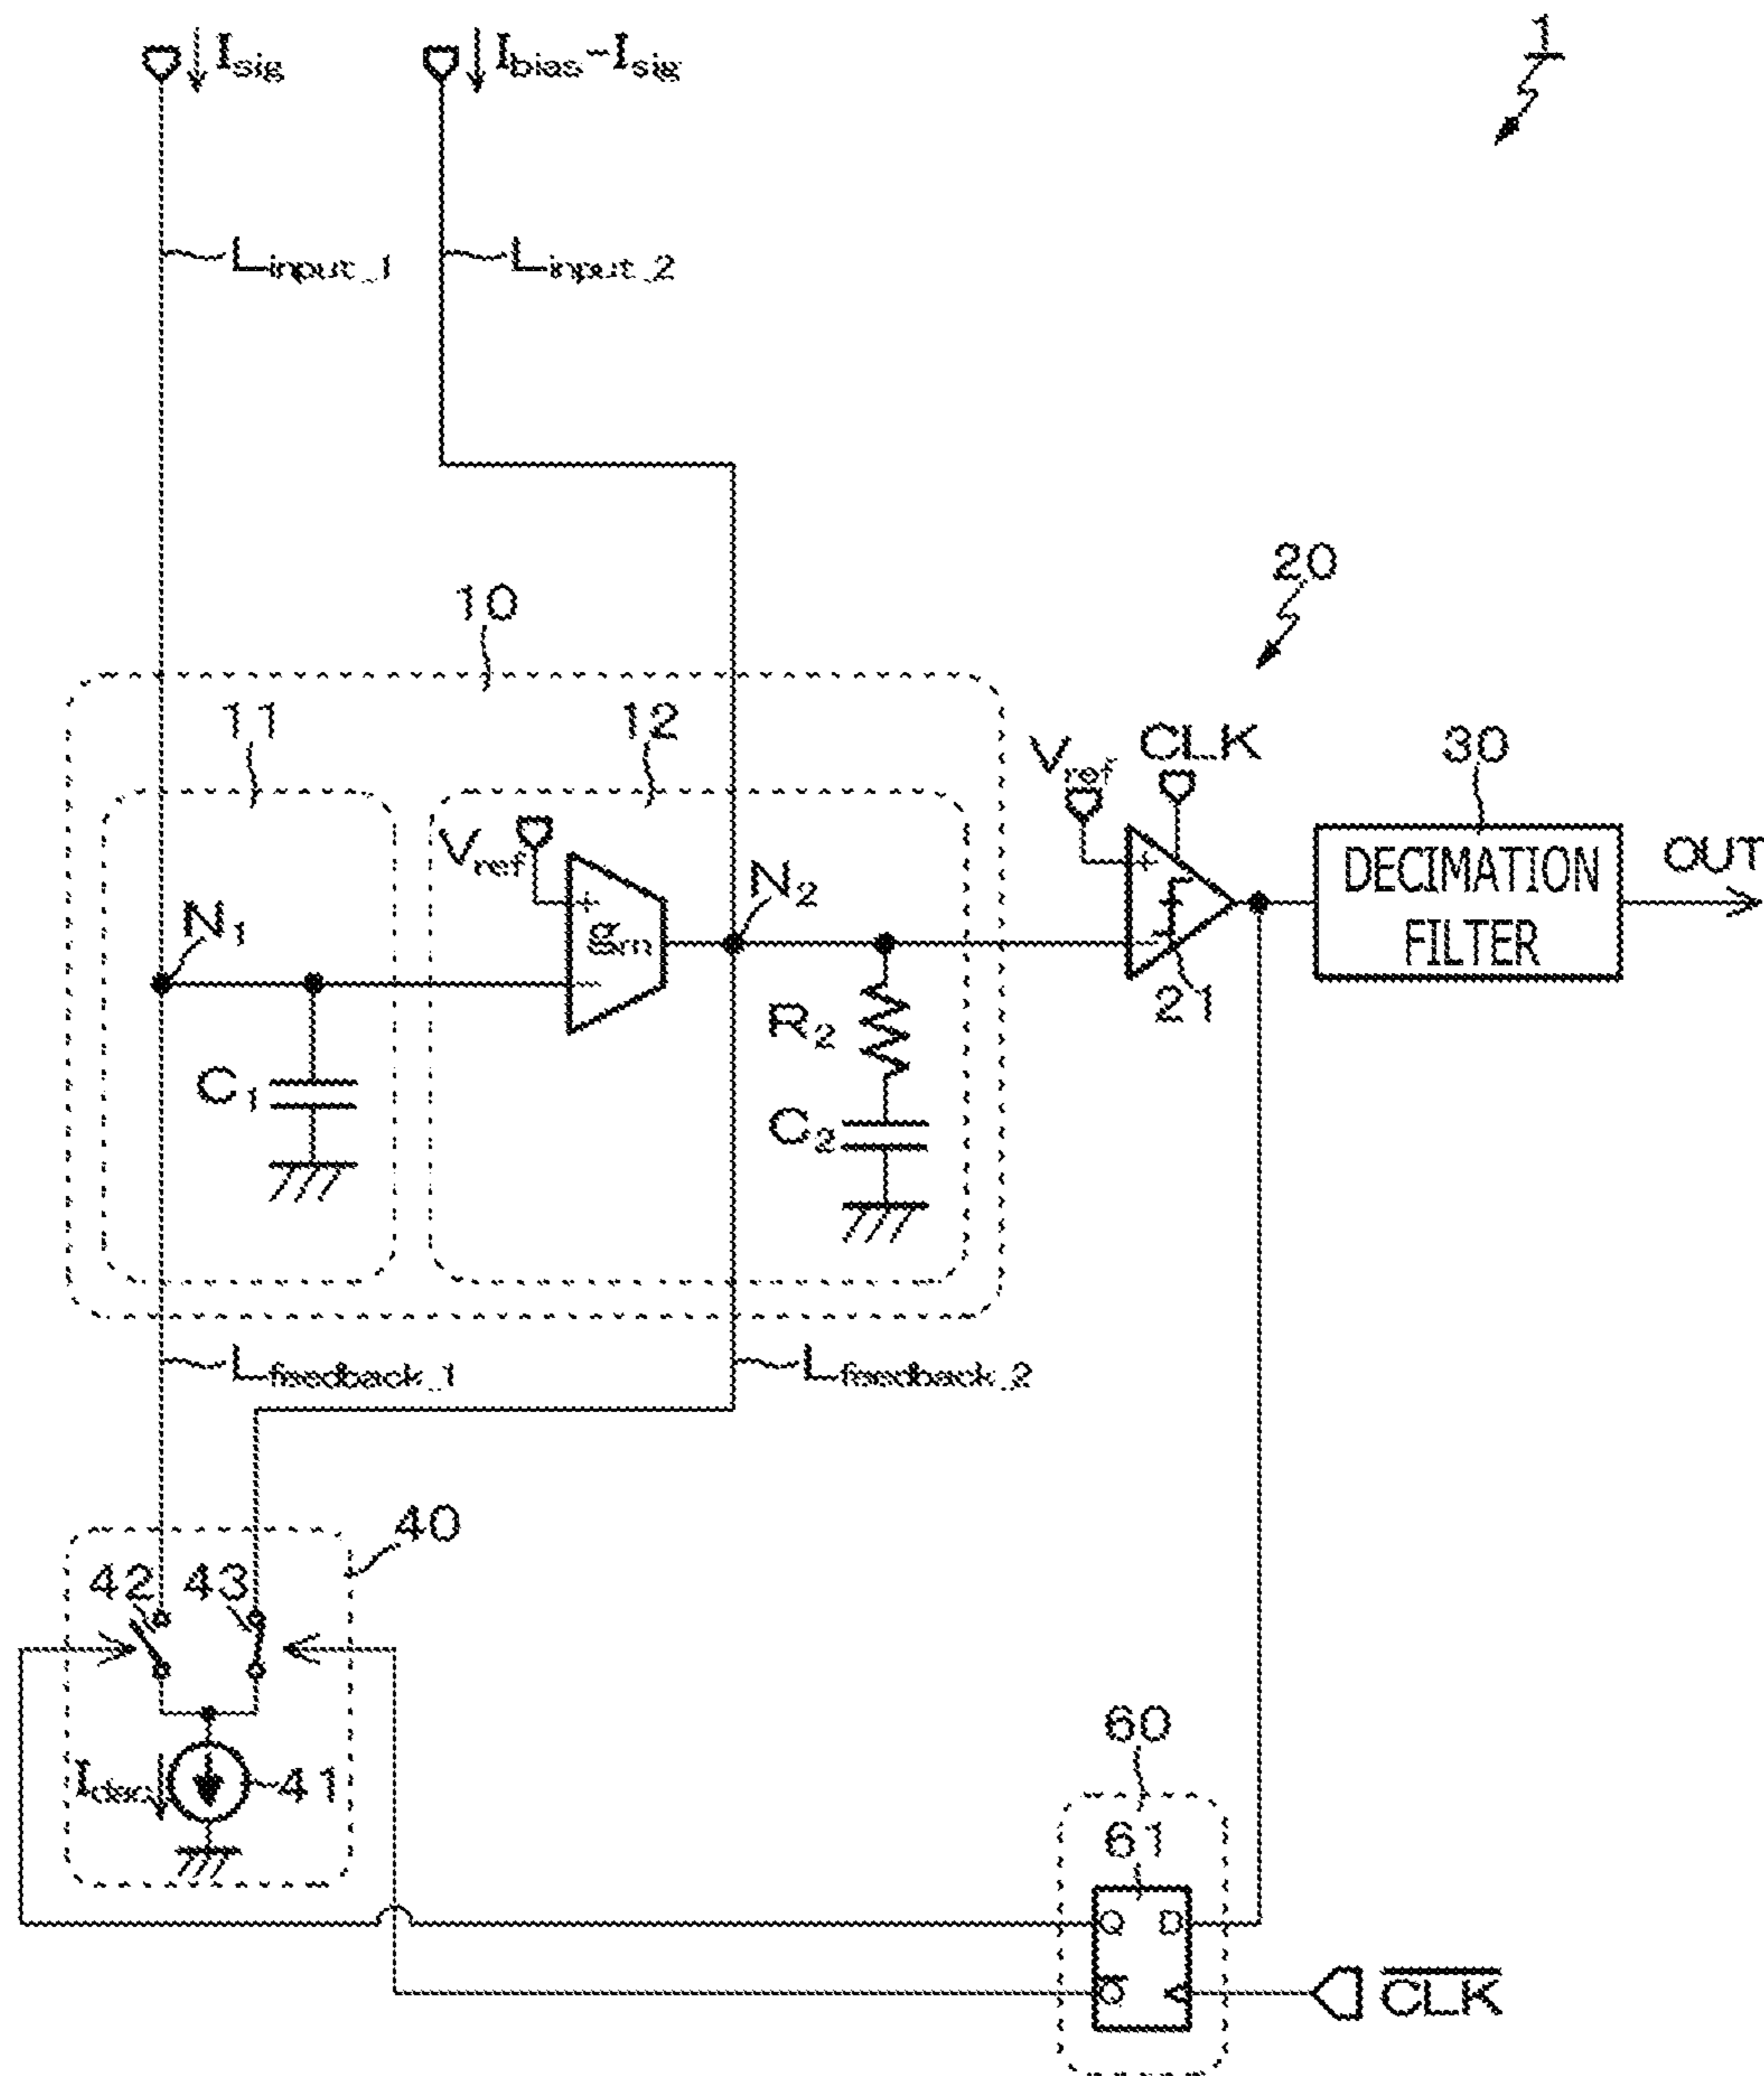 1
Isig
Ibias-Isig
Linput_1
Linput_2
20
10
11
12
Vref
CLK
30
Vref
+
gm
-
N1
N2
+
-
21
DECIMATION
FILTER
OUT
C1
R2
C2
Lfeedback_1
Lfeedback_2
40
42
43
Idac
41
60
61
Q
D
Q
CLK